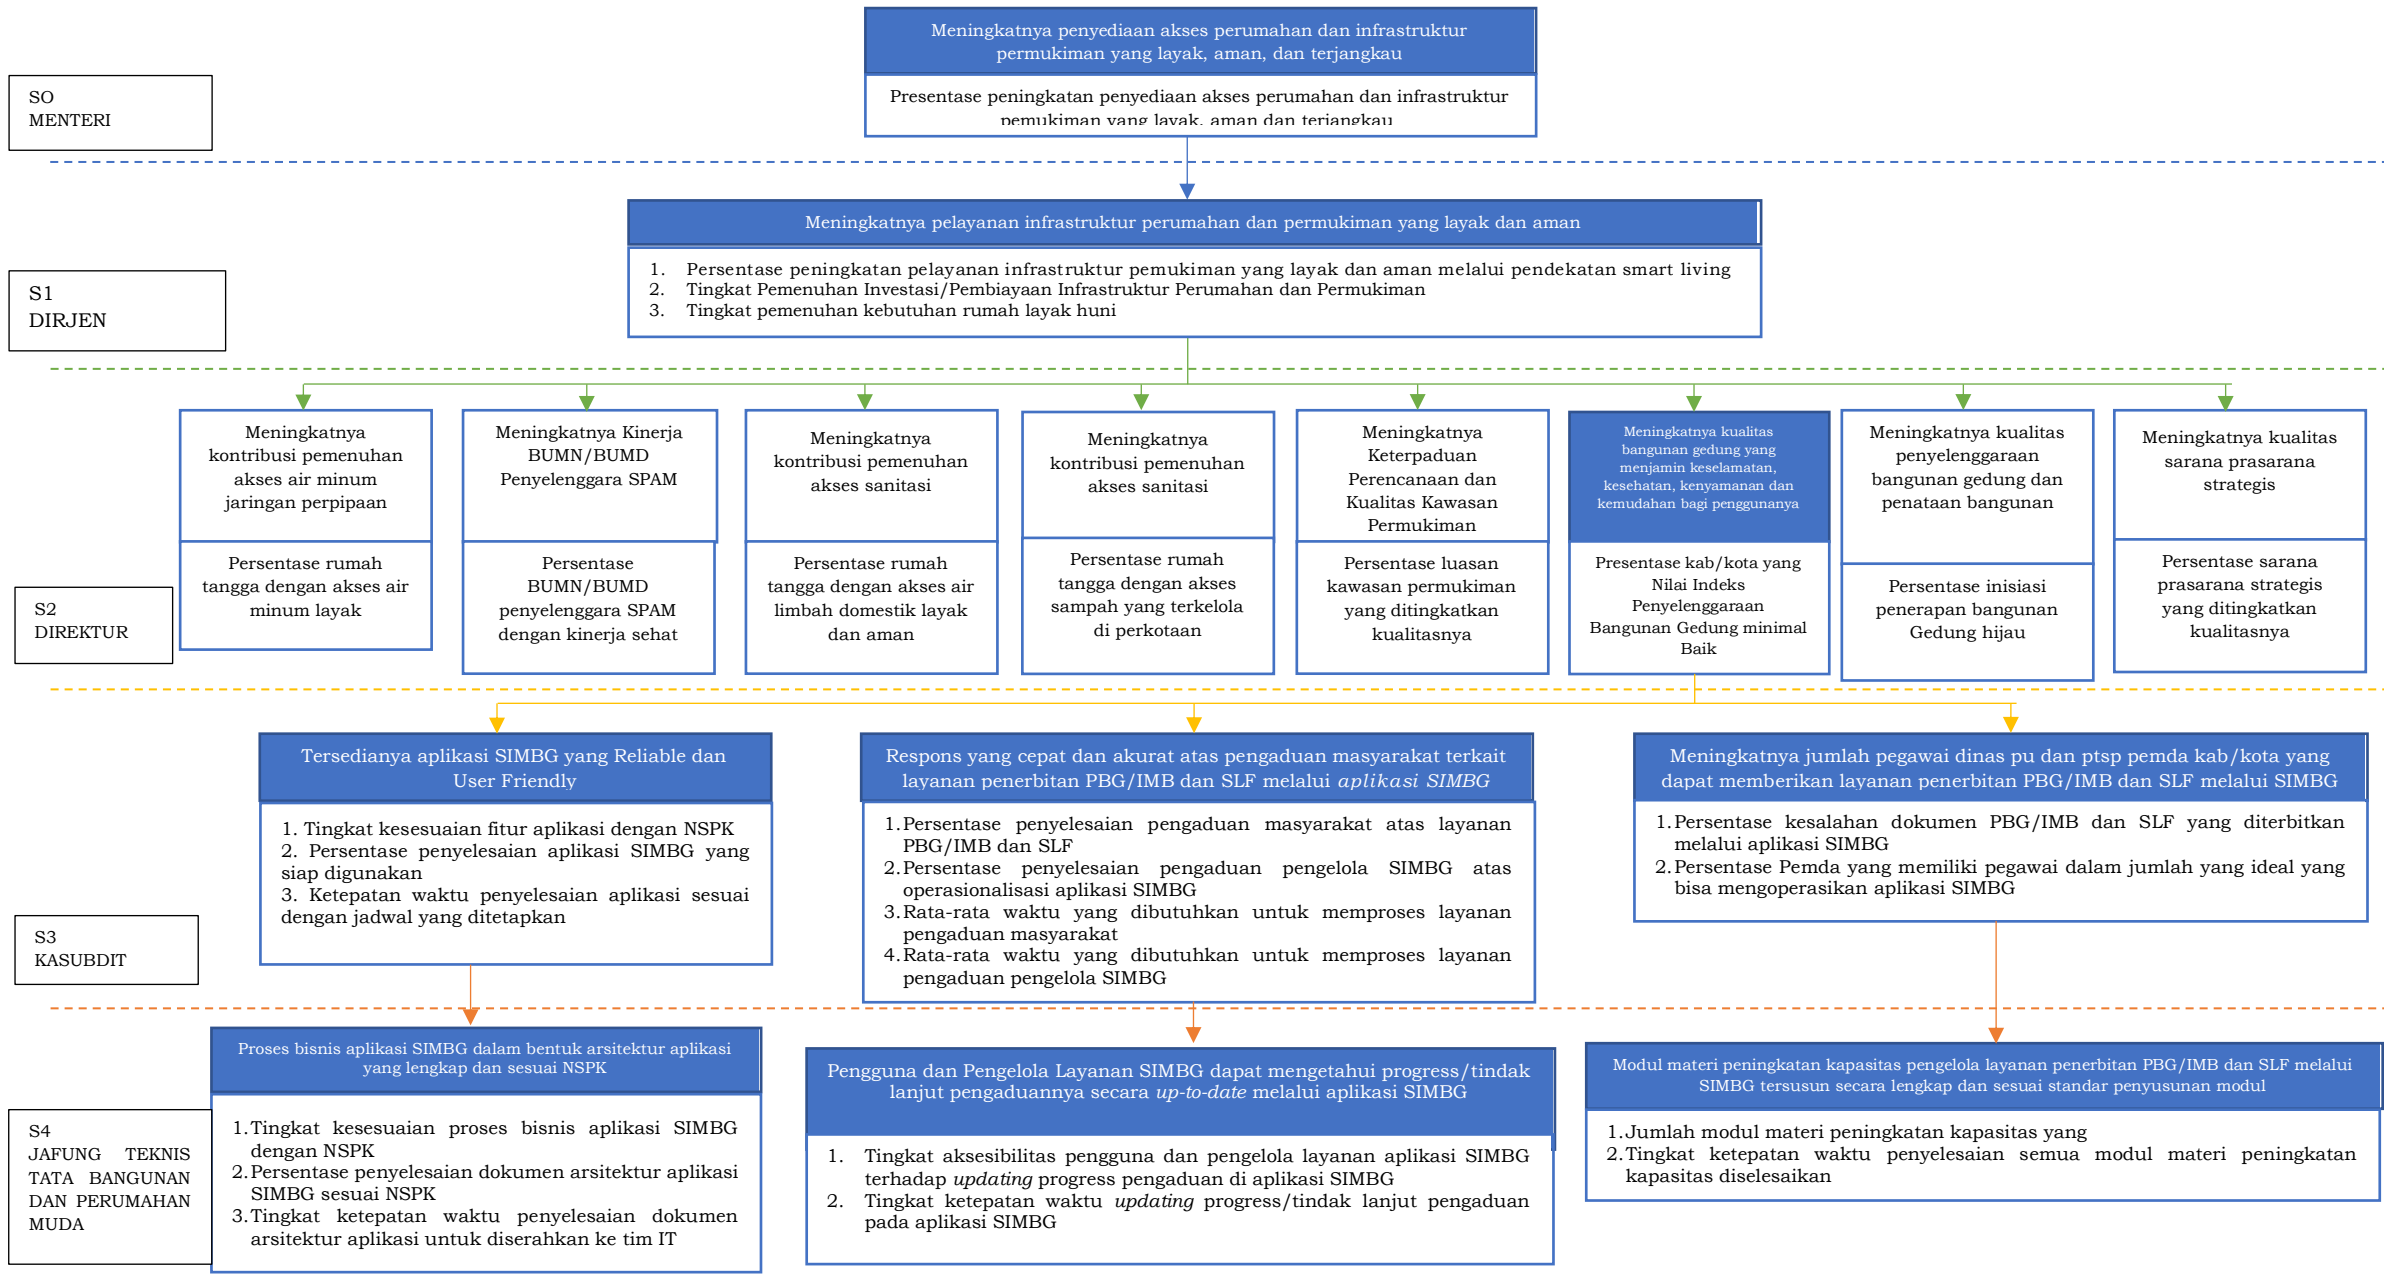 Meningkatnya penyediaan akses perumahan dan infrastruktur
permukiman yang layak, aman, dan terjangkau
Presentase peningkatan penyediaan akses perumahan dan infrastruktur
pemukiman yang layak, aman dan terjangkau
SO
MENTERI
Meningkatnya pelayanan infrastruktur perumahan dan permukiman yang layak dan aman
1. Persentase peningkatan pelayanan infrastruktur pemukiman yang layak dan aman melalui pendekatan smart living
2. Tingkat Pemenuhan Investasi/Pembiayaan Infrastruktur Perumahan dan Permukiman
3. Tingkat pemenuhan kebutuhan rumah layak huni
S1
DIRJEN
Meningkatnya
kontribusi pemenuhan
akses air minum
jaringan perpipaan
Persentase rumah
tangga dengan akses air
minum layak
Meningkatnya Kinerja
BUMN/BUMD
Penyelenggara SPAM
Persentase
BUMN/BUMD
penyelenggara SPAM
dengan kinerja sehat
Meningkatnya
kontribusi pemenuhan
akses sanitasi
Persentase rumah
tangga dengan akses air
limbah domestik layak
dan aman
Meningkatnya
kontribusi pemenuhan
akses sanitasi
Persentase rumah
tangga dengan akses
sampah yang terkelola
di perkotaan
Meningkatnya
Keterpaduan
Perencanaan dan
Kualitas Kawasan
Permukiman
Persentase luasan
kawasan permukiman
yang ditingkatkan
kualitasnya
Meningkatnya kualitas
bangunan gedung yang
menjamin keselamatan,
kesehatan, kenyamanan dan
kemudahan bagi penggunanya
Presentase kab/kota yang
Nilai Indeks
Penyelenggaraan
Bangunan Gedung minimal
Baik
Meningkatnya kualitas
penyelenggaraan
bangunan gedung dan
penataan bangunan
Persentase inisiasi
penerapan bangunan
Gedung hijau
Meningkatnya kualitas
sarana prasarana
strategis
Persentase sarana
prasarana strategis
yang ditingkatkan
kualitasnya
S2
DIREKTUR
Tersedianya aplikasi SIMBG yang Reliable dan
User Friendly
1. Tingkat kesesuaian fitur aplikasi dengan NSPK
2. Persentase penyelesaian aplikasi SIMBG yang
siap digunakan
3. Ketepatan waktu penyelesaian aplikasi sesuai
dengan jadwal yang ditetapkan
Respons yang cepat dan akurat atas pengaduan masyarakat terkait
layanan penerbitan PBG/IMB dan SLF melalui aplikasi SIMBG
1.Persentase penyelesaian pengaduan masyarakat atas layanan
PBG/IMB dan SLF
2.Persentase penyelesaian pengaduan pengelola SIMBG atas
operasionalisasi aplikasi SIMBG
3.Rata-rata waktu yang dibutuhkan untuk memproses layanan
pengaduan masyarakat
4.Rata-rata waktu yang dibutuhkan untuk memproses layanan
pengaduan pengelola SIMBG
Meningkatnya jumlah pegawai dinas pu dan ptsp pemda kab/kota yang
dapat memberikan layanan penerbitan PBG/IMB dan SLF melalui SIMBG
1.Persentase kesalahan dokumen PBG/IMB dan SLF yang diterbitkan
melalui aplikasi SIMBG
2.Persentase Pemda yang memiliki pegawai dalam jumlah yang ideal yang
bisa mengoperasikan aplikasi SIMBG
S3
KASUBDIT
Proses bisnis aplikasi SIMBG dalam bentuk arsitektur aplikasi
yang lengkap dan sesuai NSPK
1.Tingkat kesesuaian proses bisnis aplikasi SIMBG
dengan NSPK
2.Persentase penyelesaian dokumen arsitektur aplikasi
SIMBG sesuai NSPK
3.Tingkat ketepatan waktu penyelesaian dokumen
arsitektur aplikasi untuk diserahkan ke tim IT
Pengguna dan Pengelola Layanan SIMBG dapat mengetahui progress/tindak
lanjut pengaduannya secara up-to-date melalui aplikasi SIMBG
1. Tingkat aksesibilitas pengguna dan pengelola layanan aplikasi SIMBG
terhadap updating progress pengaduan di aplikasi SIMBG
2. Tingkat ketepatan waktu updating progress/tindak lanjut pengaduan
pada aplikasi SIMBG
Modul materi peningkatan kapasitas pengelola layanan penerbitan PBG/IMB dan SLF melalui
SIMBG tersusun secara lengkap dan sesuai standar penyusunan modul
1.Jumlah modul materi peningkatan kapasitas yang
2.Tingkat ketepatan waktu penyelesaian semua modul materi peningkatan
kapasitas diselesaikan
S4
JAFUNG TEKNIS
TATA BANGUNAN
DAN PERUMAHAN
MUDA